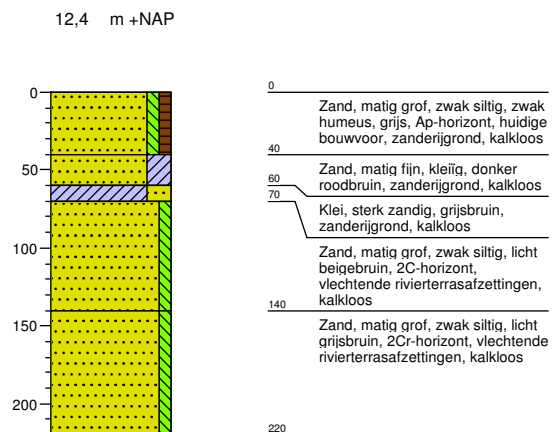 12,4 m +NAP
0
50
100
150
200
0
Zand, matig grof, zwak siltig, zwak
humeus, grijs, Ap-horizont, huidige
bouwvoor, zanderijgrond, kalkloos
40
Zand, matig fijn, kleiïg, donker
roodbruin, zanderijgrond, kalkloos
60
70
Klei, sterk zandig, grijsbruin,
zanderijgrond, kalkloos
Zand, matig grof, zwak siltig, licht
beigebruin, 2C-horizont,
vlechtende rivierterrasafzettingen,
kalkloos
140
Zand, matig grof, zwak siltig, licht
grijsbruin, 2Cr-horizont, vlechtende
rivierterrasafzettingen, kalkloos
220